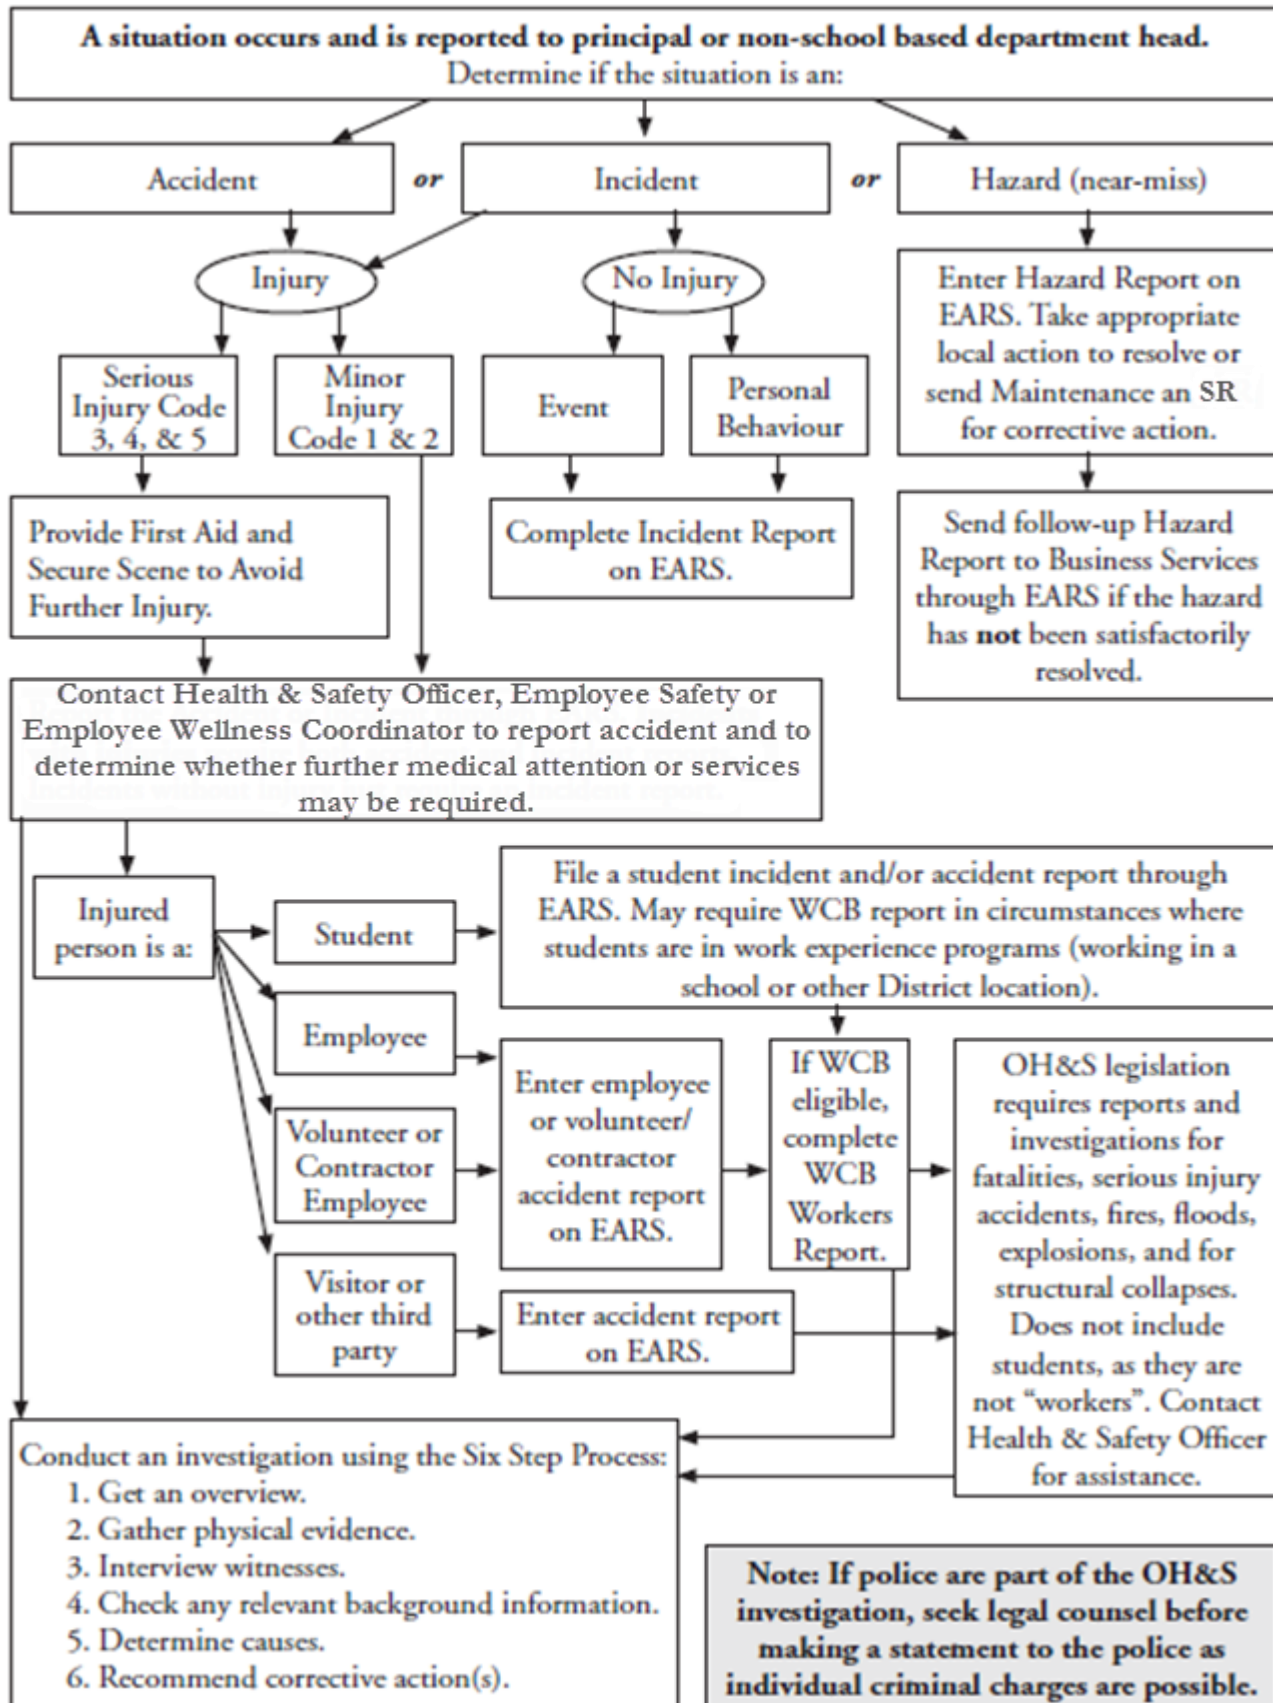 A situation occurs and is reported to principal or non-school based department head.
Determine if the situation is an:
Accident
or
Incident
or
Hazard (near-miss)
Injury
No Injury
Enter Hazard Report on
EARS. Take appropriate
local action to resolve or
send Maintenance an SR
for corrective action.
Serious
Injury Code
3, 4, & 5
Minor
Injury
Code 1 & 2
Event
Personal
Behaviour
Provide First Aid and
Secure Scene to Avoid
Further Injury.
Complete Incident Report
on EARS.
Send follow-up Hazard
Report to Business Services
through EARS if the hazard
has not been satisfactorily
resolved.
Contact Health & Safety Officer, Employee Safety or
Employee Wellness Coordinator to report accident and to
determine whether further medical attention or services
may be required.
Injured
person is a:
Student
File a student incident and/or accident report through
EARS. May require WCB report in circumstances where
students are in work experience programs (working in a
school or other District location).
Employee
Volunteer or
Contractor
Employee
Enter employee
or volunteer/
contractor
accident report
on EARS.
If WCB
eligible,
complete
WCB
Workers
Report.
OH&S legislation
requires reports and
investigations for
fatalities, serious injury
accidents, fires, floods,
explosions, and for
structural collapses.
Does not include
students, as they are
not “workers”. Contact
Health & Safety Officer
for assistance.
Visitor or
other third
party
Enter accident report
on EARS.
Conduct an investigation using the Six Step Process:
1. Get an overview.
2. Gather physical evidence.
3. Interview witnesses.
4. Check any relevant background information.
5. Determine causes.
6. Recommend corrective action(s).
Note: If police are part of the OH&S
investigation, seek legal counsel before
making a statement to the police as
individual criminal charges are possible.